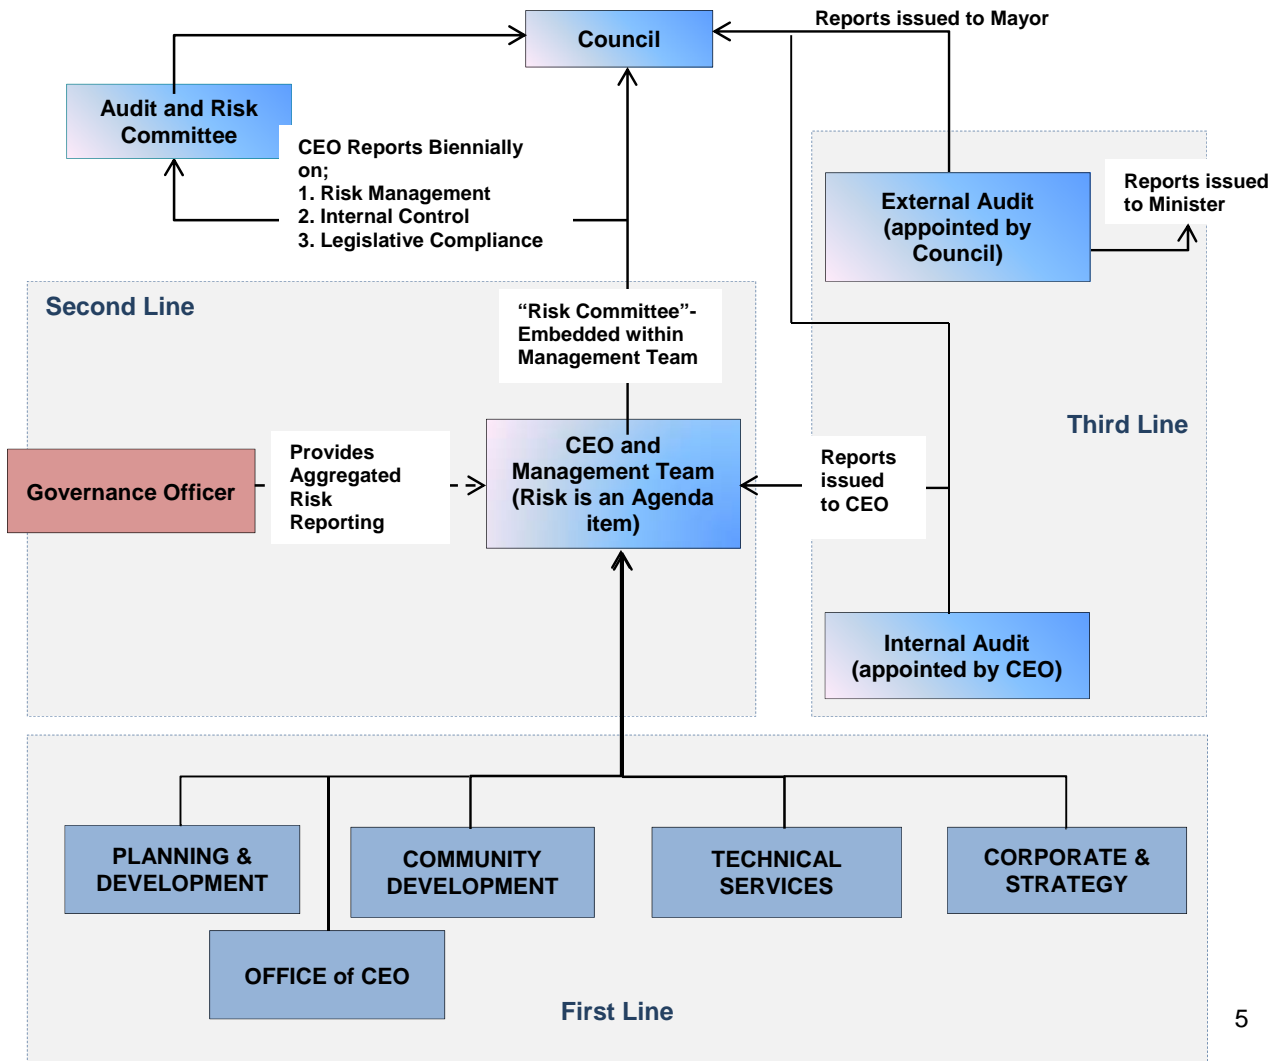 Reports issued to Mayor
Council
Audit and Risk
Committee
CEO Reports Biennially
on;
1. Risk Management
2. Internal Control
3. Legislative Compliance
External Audit
(appointed by
Council)
Reports issued
to Minister
Second Line
“Risk Committee”-
Embedded within
Management Team
Third Line
Governance Officer
Provides
Aggregated
Risk
Reporting
CEO and
Management Team
(Risk is an Agenda
item)
Reports
issued
to CEO
Internal Audit
(appointed by CEO)
PLANNING &
DEVELOPMENT
COMMUNITY
DEVELOPMENT
TECHNICAL
SERVICES
CORPORATE &
STRATEGY
OFFICE of CEO
First Line
5